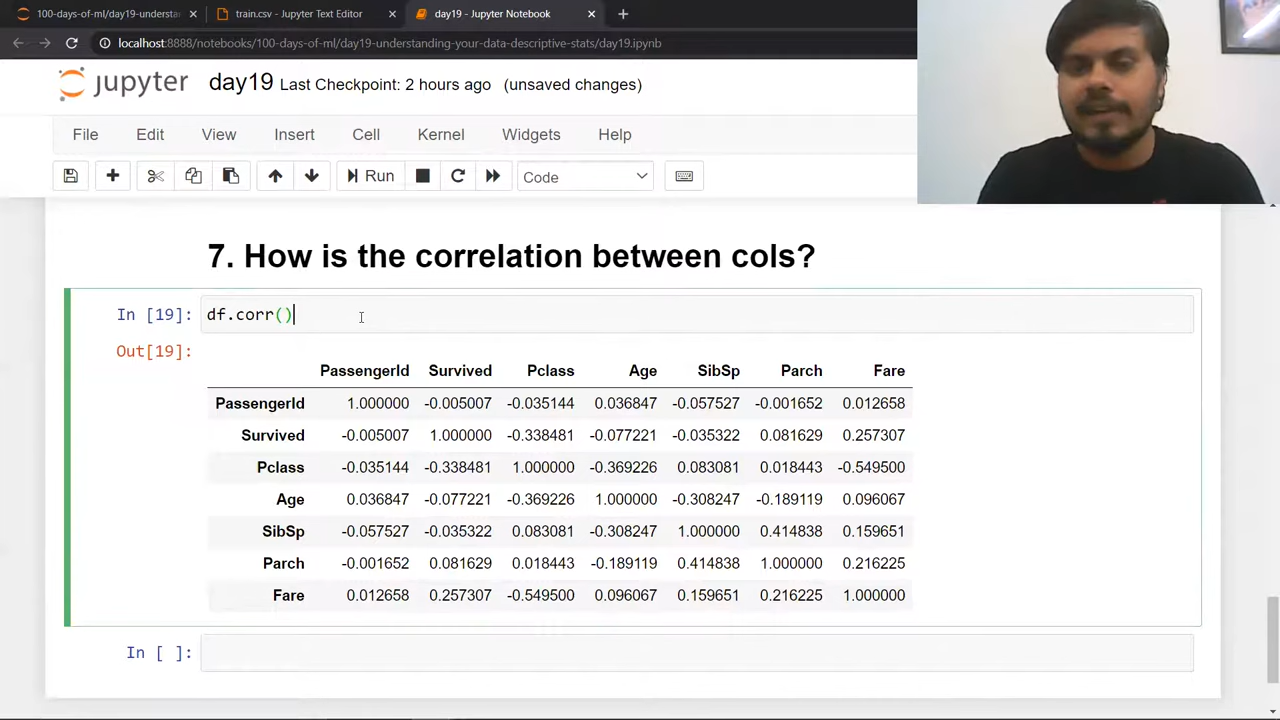 100-days-of-ml/day19-understa
train.csv - Jupyter Text Editor
day19 - Jupyter Notebook
localhost:8888/notebooks/100-days-of-ml/day19-understanding-your-data-descriptive-stats/day19.ipynb
jupyter day19 Last Checkpoint: 2 hours ago (unsaved changes)
File Edit View Insert Cell Kernel Widgets Help
Run Code
7. How is the correlation between cols?
In [19]: df.corr()
Out[19]:
PassengerId Survived Pclass Age SibSp Parch Fare
PassengerId 1.000000 -0.005007 -0.035144 0.036847 -0.057527 -0.001652 0.012658
Survived -0.005007 1.000000 -0.338481 -0.077221 -0.035322 0.081629 0.257307
Pclass -0.035144 -0.338481 1.000000 -0.369226 0.083081 0.018443 -0.549500
Age 0.036847 -0.077221 -0.369226 1.000000 -0.308247 -0.189119 0.096067
SibSp -0.057527 -0.035322 0.083081 -0.308247 1.000000 0.414838 0.159651
Parch -0.001652 0.081629 0.018443 -0.189119 0.414838 1.000000 0.216225
Fare 0.012658 0.257307 -0.549500 0.096067 0.159651 0.216225 1.000000
In [ ]: